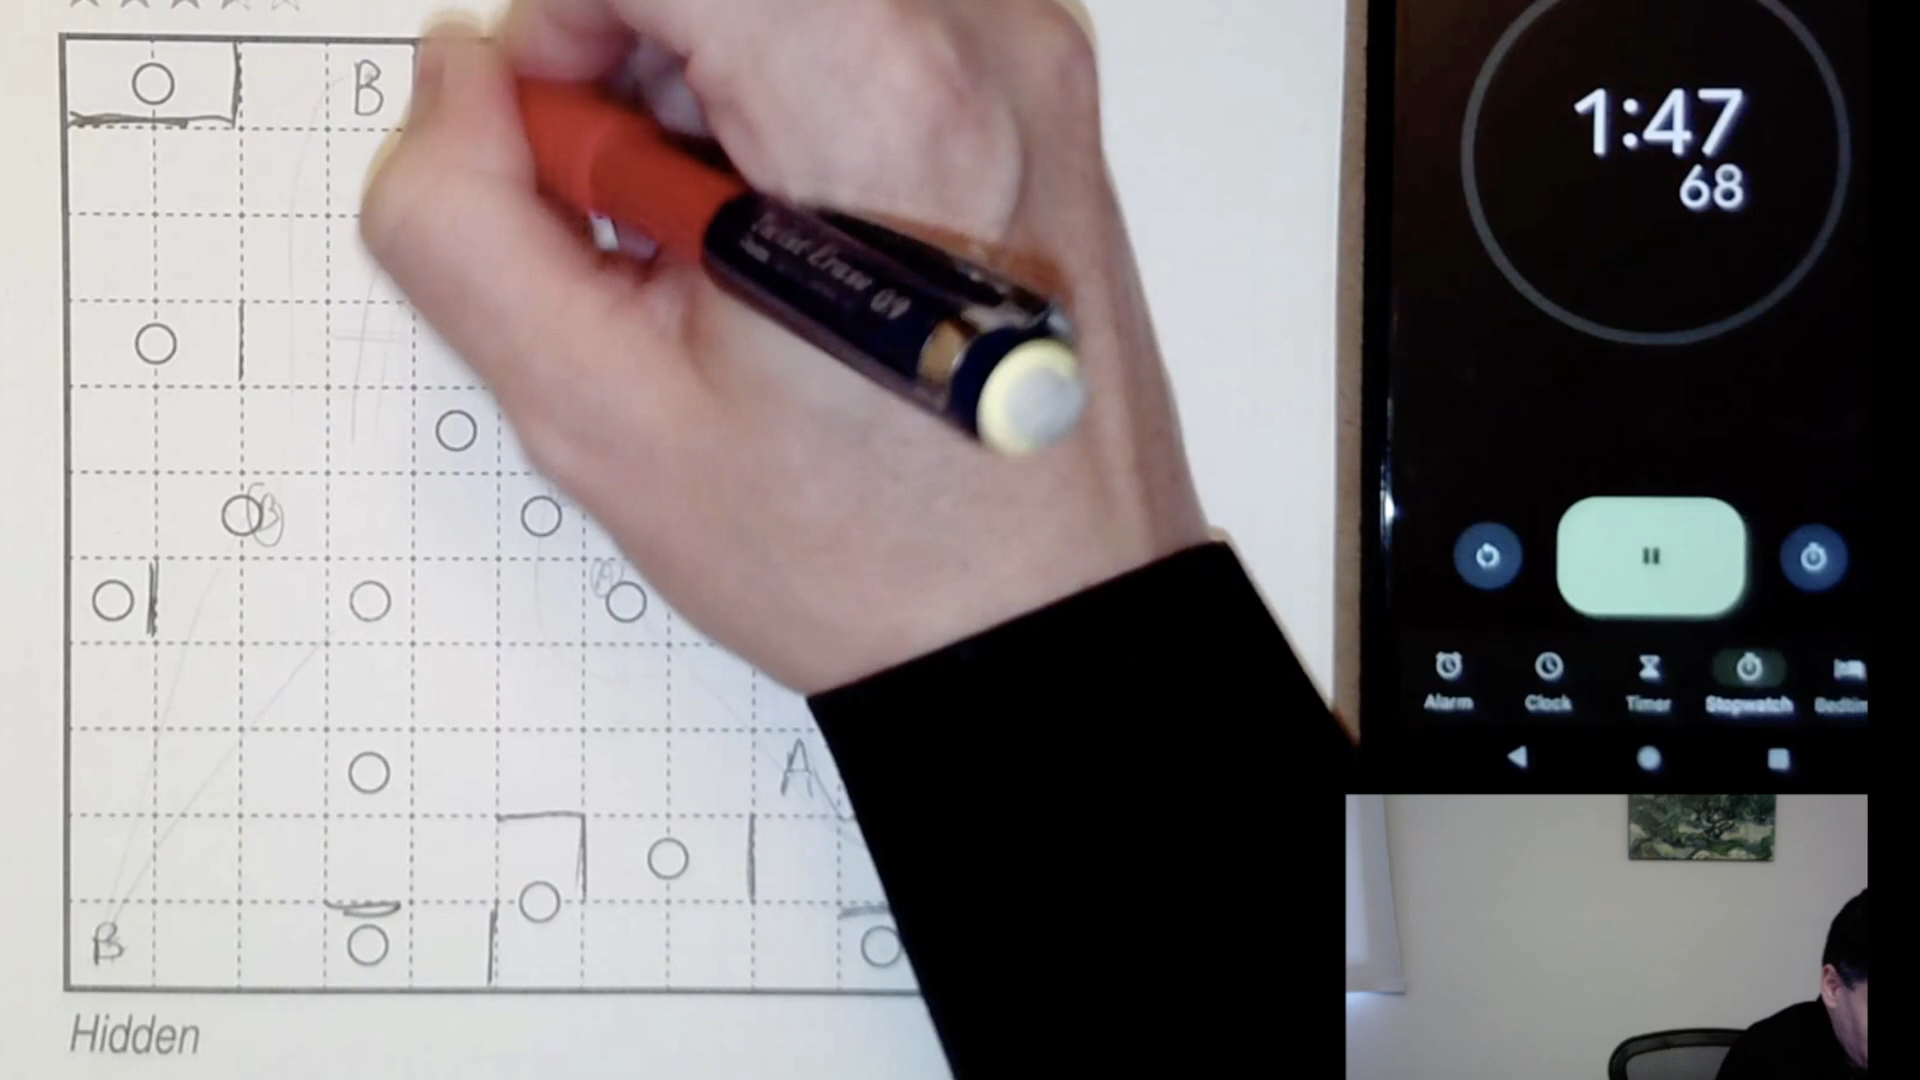 B
B
A
A
B
Hidden
1:47
68
Alarm
Clock
Timer
Stopwatch